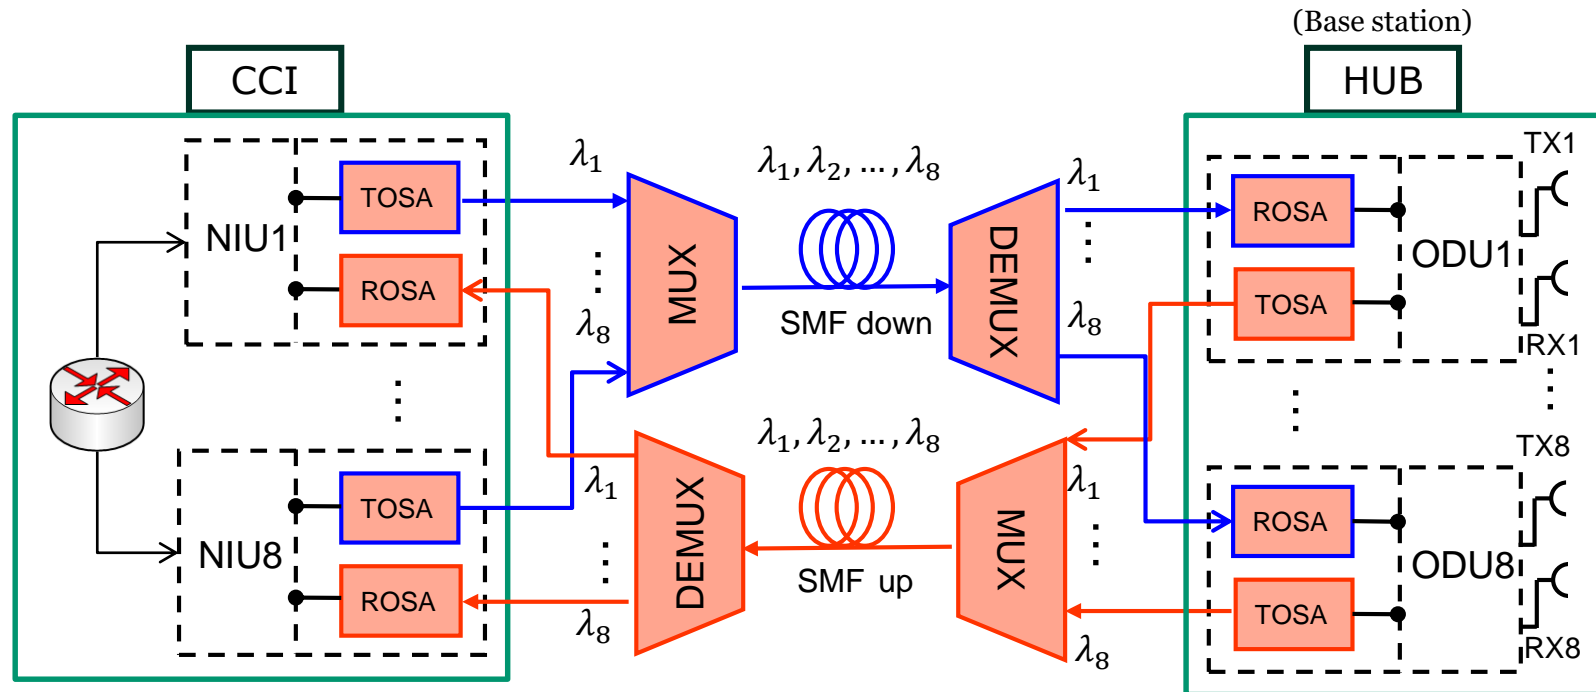 (Base station)
CCI
HUB
NIU1
TOSA
ROSA
λ₁
⋮
λ₈
MUX
λ₁, λ₂, ..., λ₈
SMF down
DEMUX
λ₁
⋮
λ₈
ROSA
TOSA
ODU1
TX1
RX1
⋮
NIU8
TOSA
ROSA
λ₁
⋮
λ₈
DEMUX
λ₁, λ₂, ..., λ₈
SMF up
MUX
λ₁
⋮
λ₈
ROSA
TOSA
ODU8
TX8
RX8